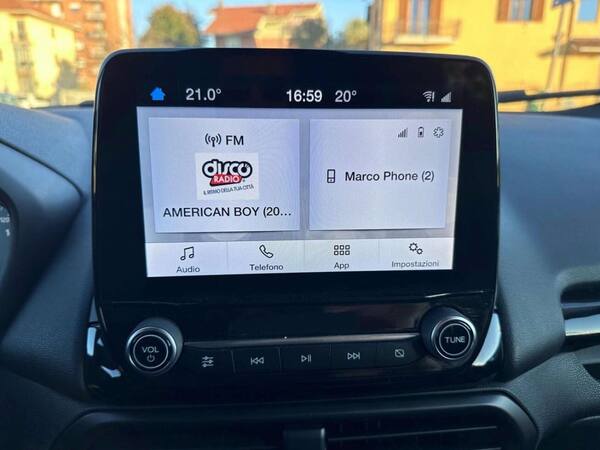 21.0° 16:59 20°
FM
disco
RADIO
IL RITMO DELLA TUA CITTÀ
AMERICAN BOY (20...
Marco Phone (2)
Audio Telefono App Impostazioni
VOL
TUNE
120